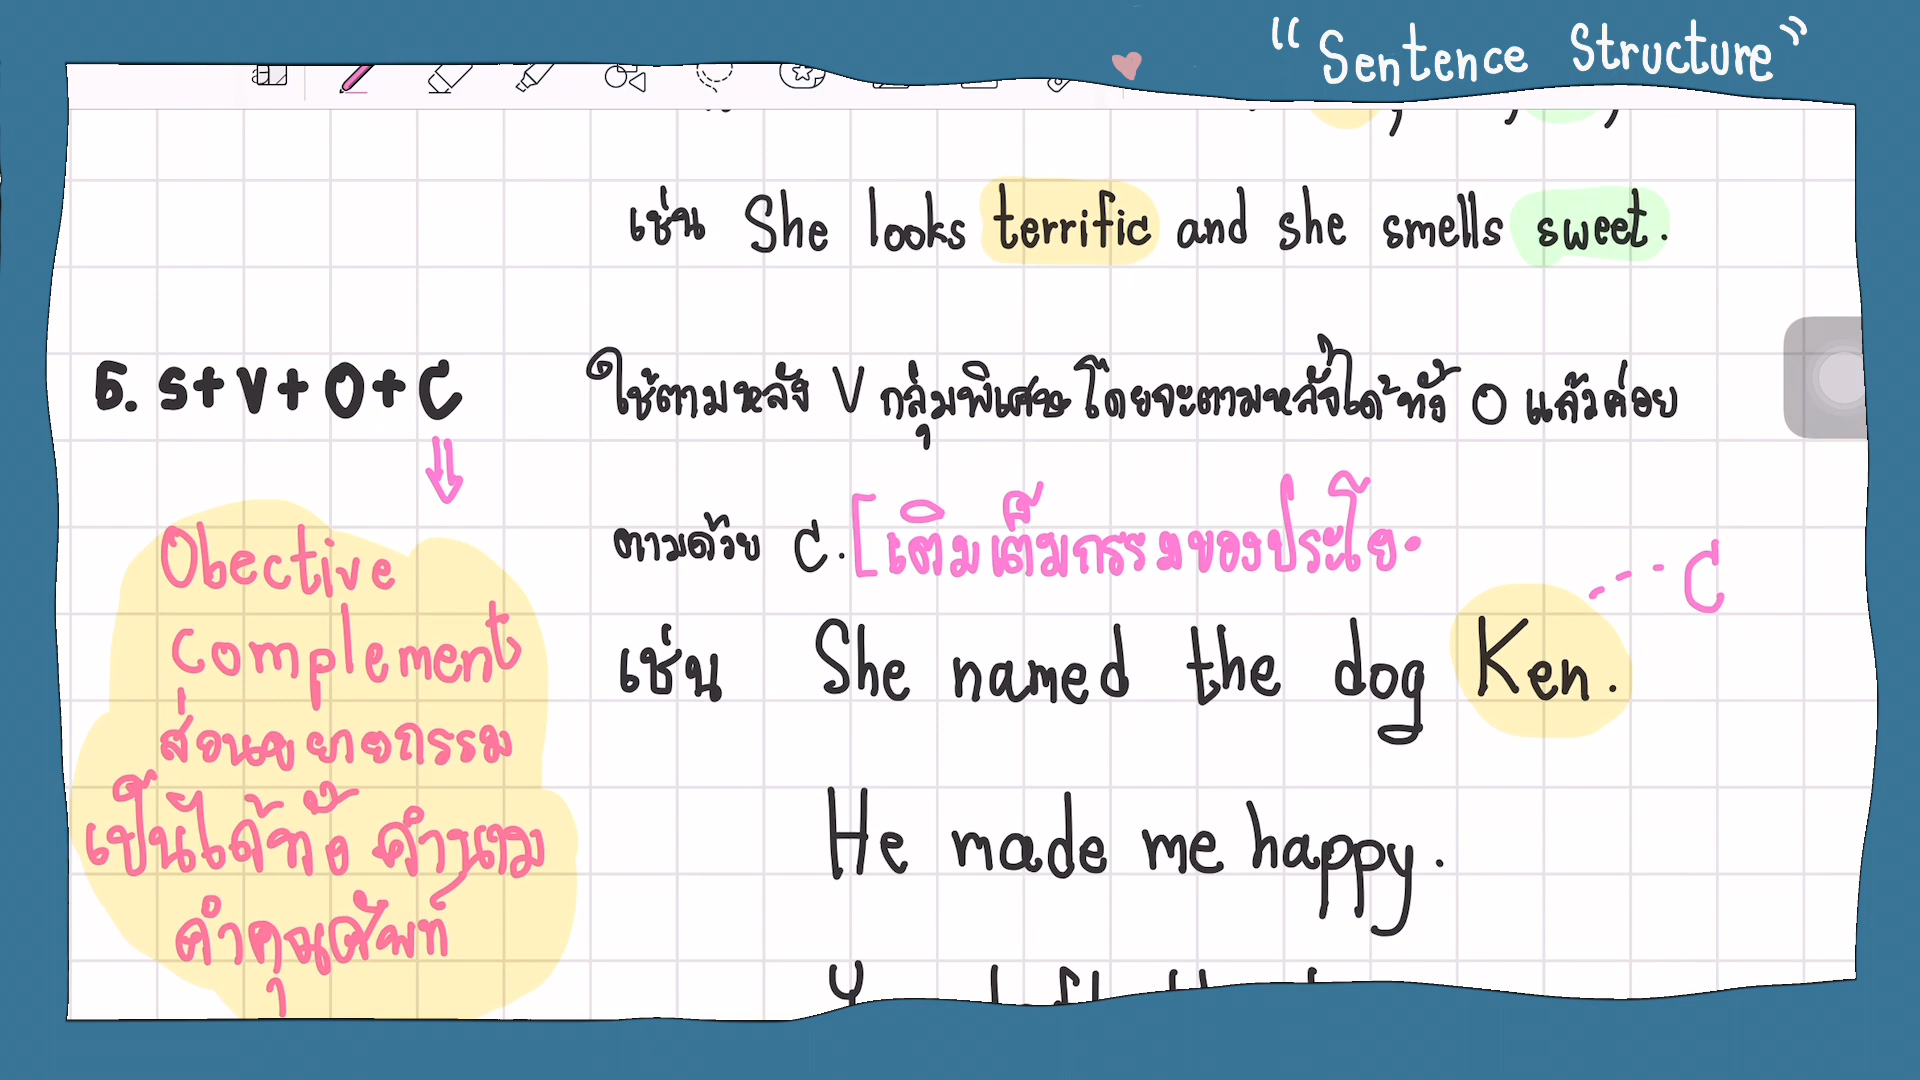 “Sentence Structure”
เช่น She looks terrific and she smells sweet.
5. S+V+O+C
ใช้ตามหลัง V กลุ่มพิเศษ โดยจะตามหลังได้ทั้ง O แล้วค่อย
ตามด้วย C. [เติมเต็มกรรมของประโย
C
เช่น She named the dog Ken.
He made me happy.
Obective
complement
ส่วนขยายกรรม
เป็นได้ทั้ง คำนาม
คำคุณศัพท์